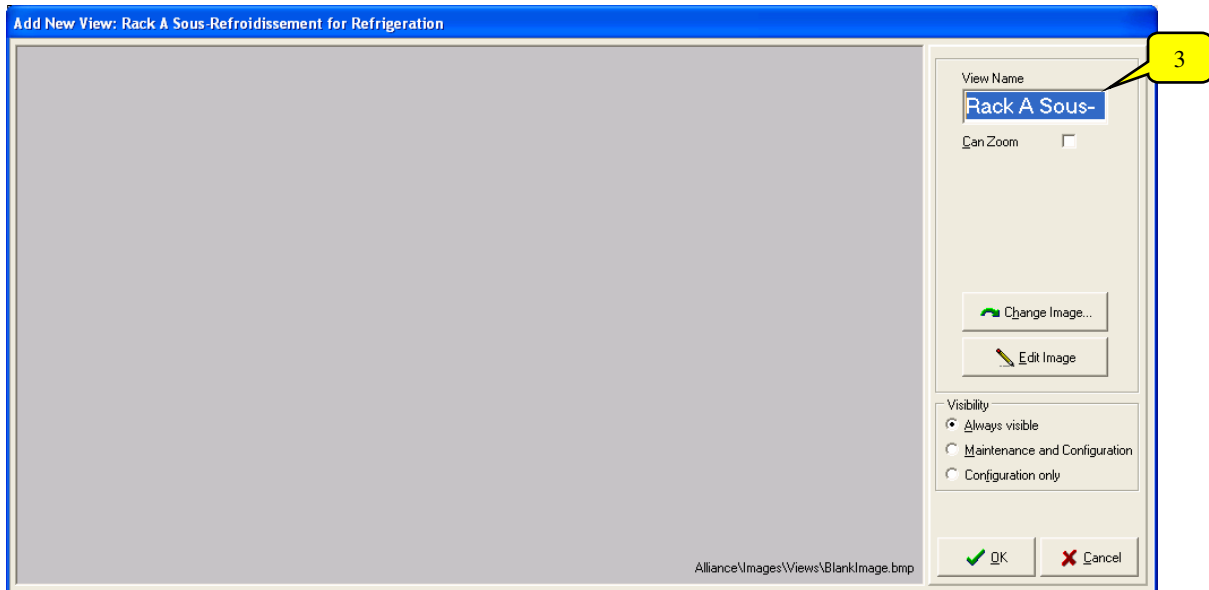 Add New View: Rack A Sous-Refroidissement for Refrigeration
3
View Name
Rack A Sous-
Can Zoom
Change Image...
Edit Image
Visibility
Always visible
Maintenance and Configuration
Configuration only
Alliance\Images\Views\BlankImage.bmp
OK
Cancel